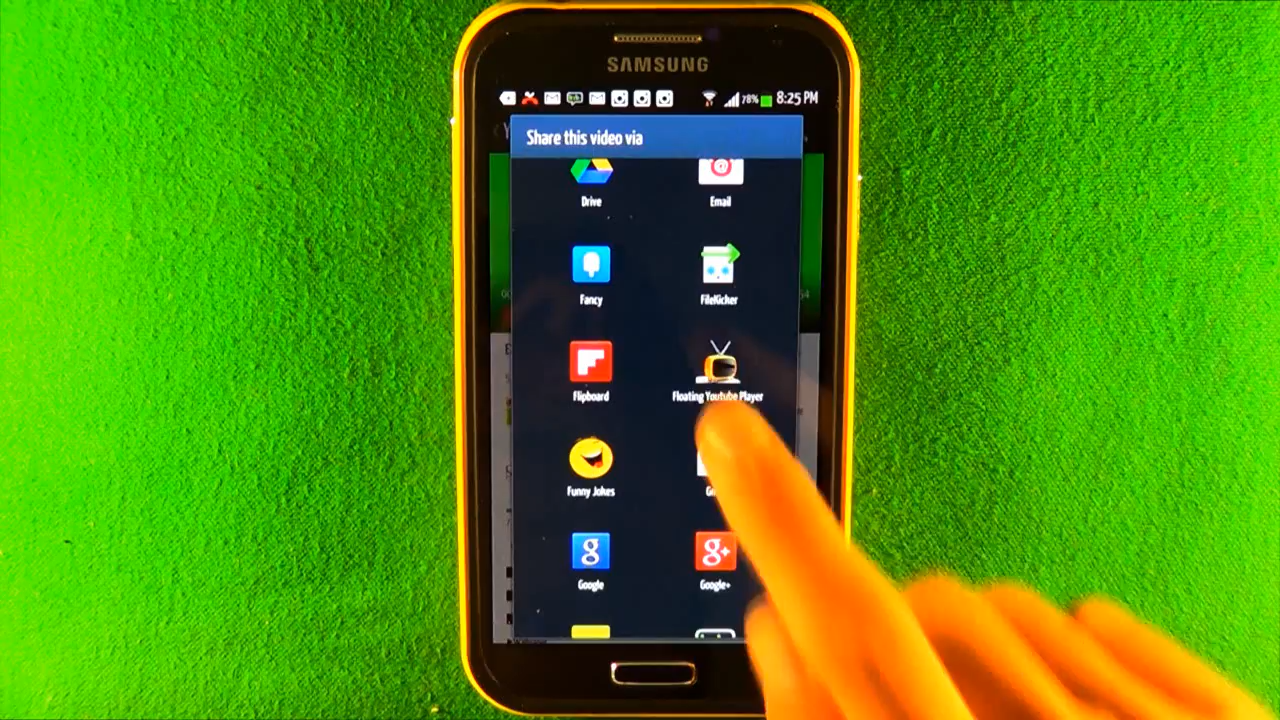 SAMSUNG
78% 8:25 PM
Share this video via
Drive Email
Fancy FileKicker
Flipboard Floating Youtube Player
Funny Jokes
Google Google+